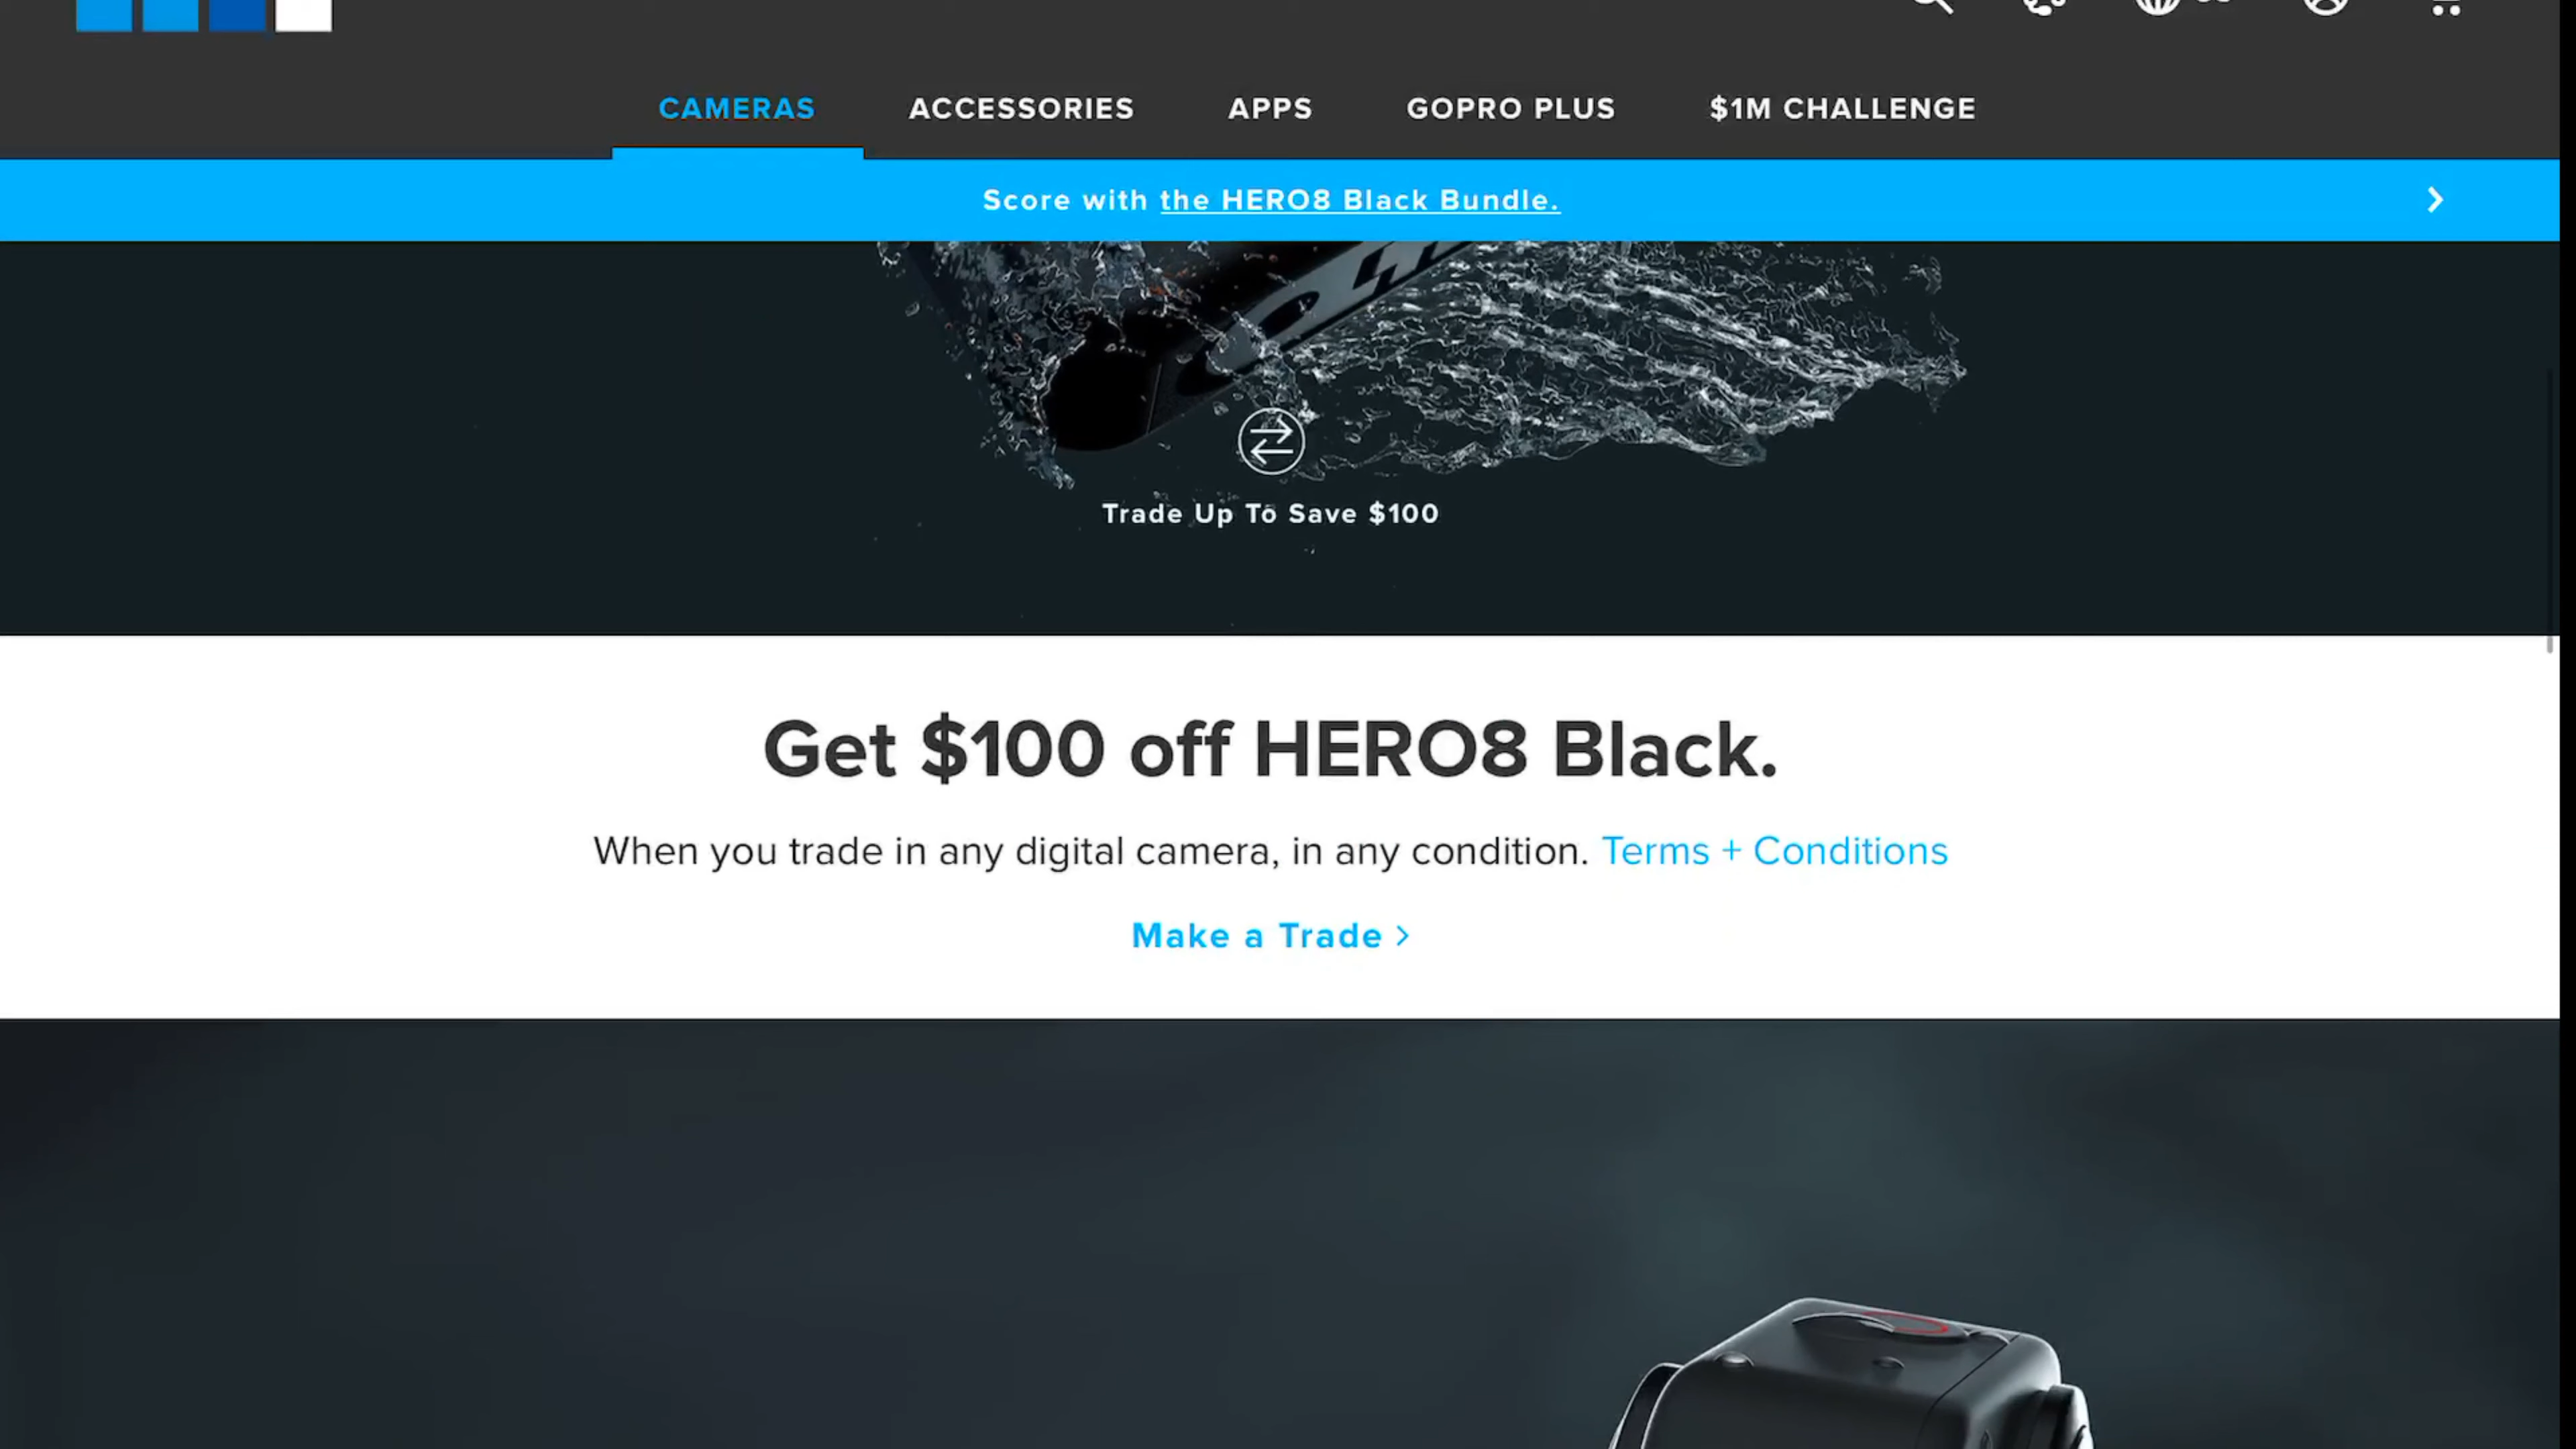 CAMERAS ACCESSORIES APPS GOPRO PLUS $1M CHALLENGE
Score with the HERO8 Black Bundle.
Trade Up To Save $100
Get $100 off HERO8 Black.
When you trade in any digital camera, in any condition. Terms + Conditions
Make a Trade >